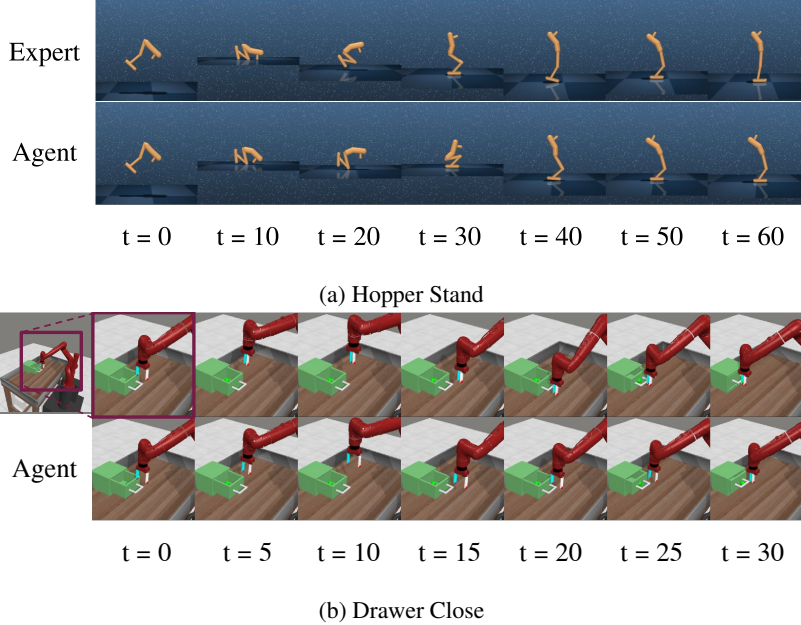 Expert
Agent
t = 0 t = 10 t = 20 t = 30 t = 40 t = 50 t = 60
(a) Hopper Stand
Agent
t = 0 t = 5 t = 10 t = 15 t = 20 t = 25 t = 30
(b) Drawer Close